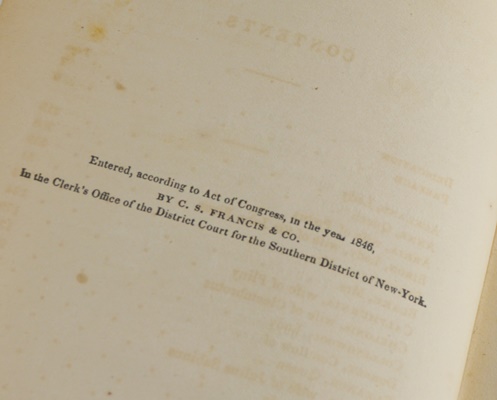 Entered, according to Act of Congress, in the year 1846,
BY C. S. FRANCIS & CO.
In the Clerk's Office of the District Court for the Southern District of New-York.
CONTENTS.